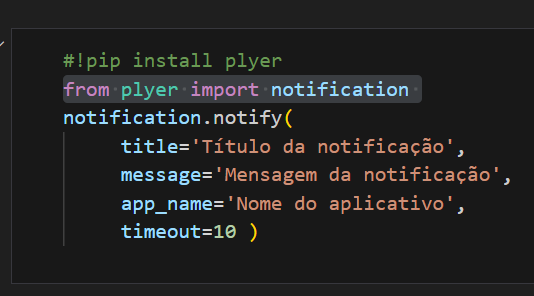 #!pip install plyer
from plyer import notification
notification.notify(
title='Título da notificação',
message='Mensagem da notificação',
app_name='Nome do aplicativo',
timeout=10 )